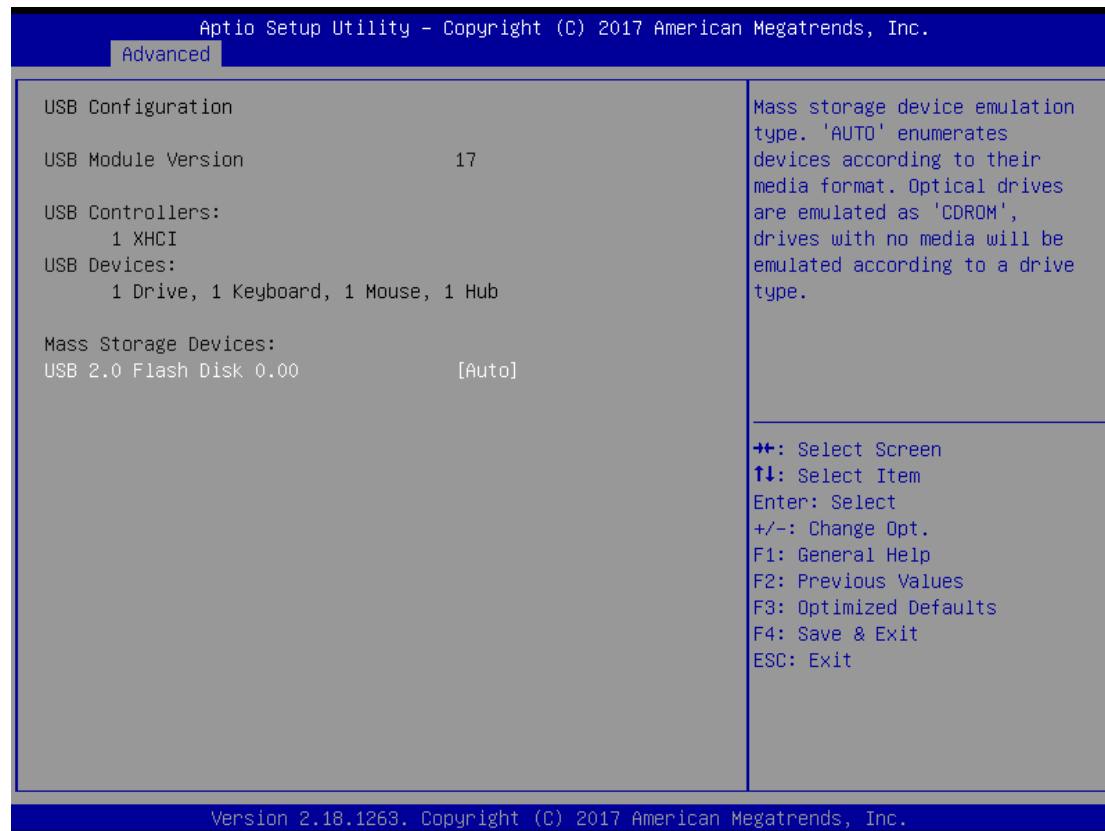 Aptio Setup Utility – Copyright (C) 2017 American Megatrends, Inc.
Advanced
USB Configuration
USB Module Version 17
USB Controllers:
1 XHCI
USB Devices:
1 Drive, 1 Keyboard, 1 Mouse, 1 Hub
Mass Storage Devices:
USB 2.0 Flash Disk 0.00 [Auto]
Mass storage device emulation
type. 'AUTO' enumerates
devices according to their
media format. Optical drives
are emulated as 'CDROM',
drives with no media will be
emulated according to a drive
type.
→←: Select Screen
↑↓: Select Item
Enter: Select
+/-: Change Opt.
F1: General Help
F2: Previous Values
F3: Optimized Defaults
F4: Save & Exit
ESC: Exit
Version 2.18.1263. Copyright (C) 2017 American Megatrends, Inc.